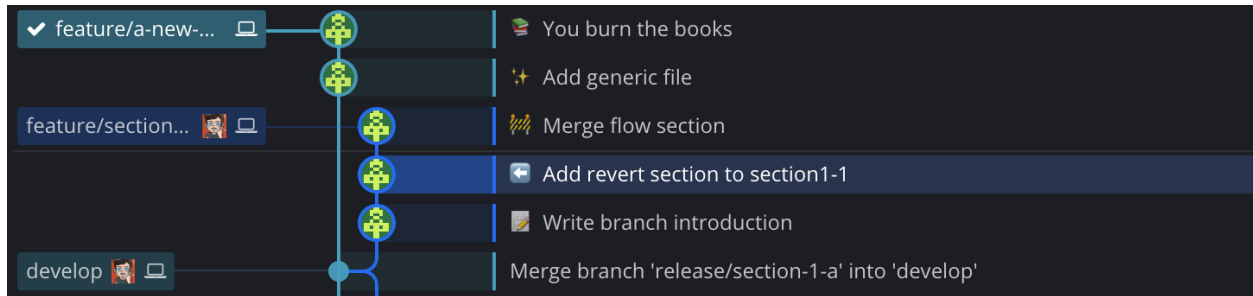 feature/a-new-...
You burn the books
Add generic file
feature/section...
Merge flow section
Add revert section to section1-1
Write branch introduction
develop
Merge branch 'release/section-1-a' into 'develop'